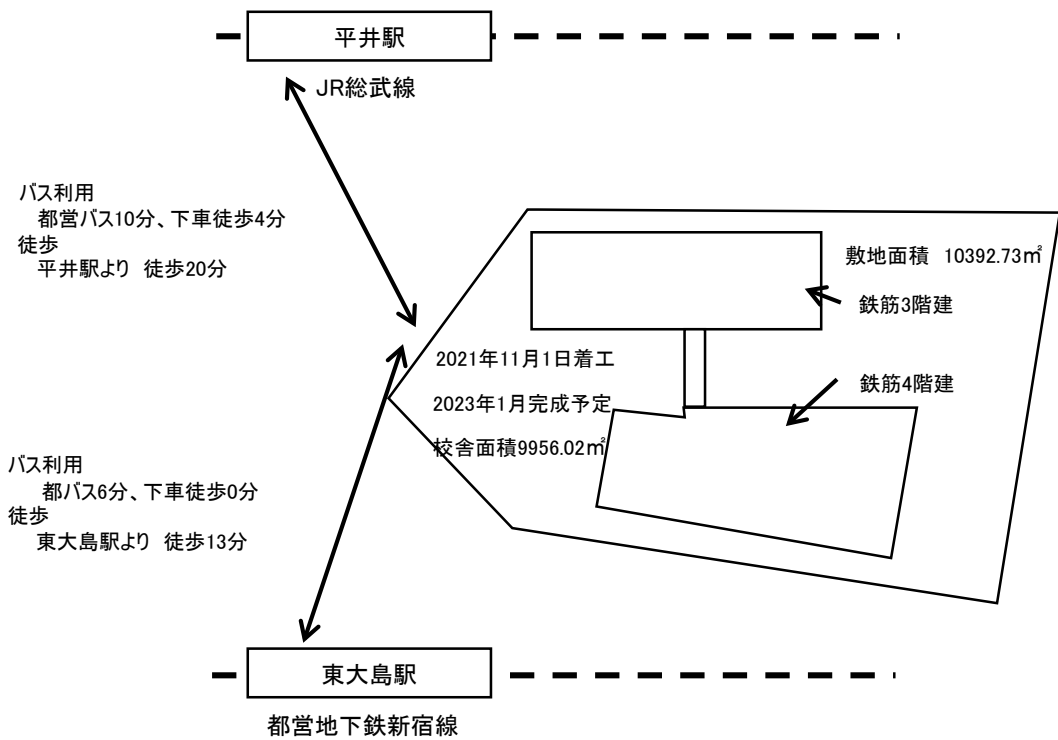 平井駅
JR総武線
バス利用
都営バス10分、下車徒歩4分
徒歩
平井駅より 徒歩20分
敷地面積 10392.73㎡
鉄筋3階建
2021年11月1日着工
鉄筋4階建
2023年1月完成予定
校舎面積9956.02㎡
バス利用
都バス6分、下車徒歩0分
徒歩
東大島駅より 徒歩13分
東大島駅
都営地下鉄新宿線